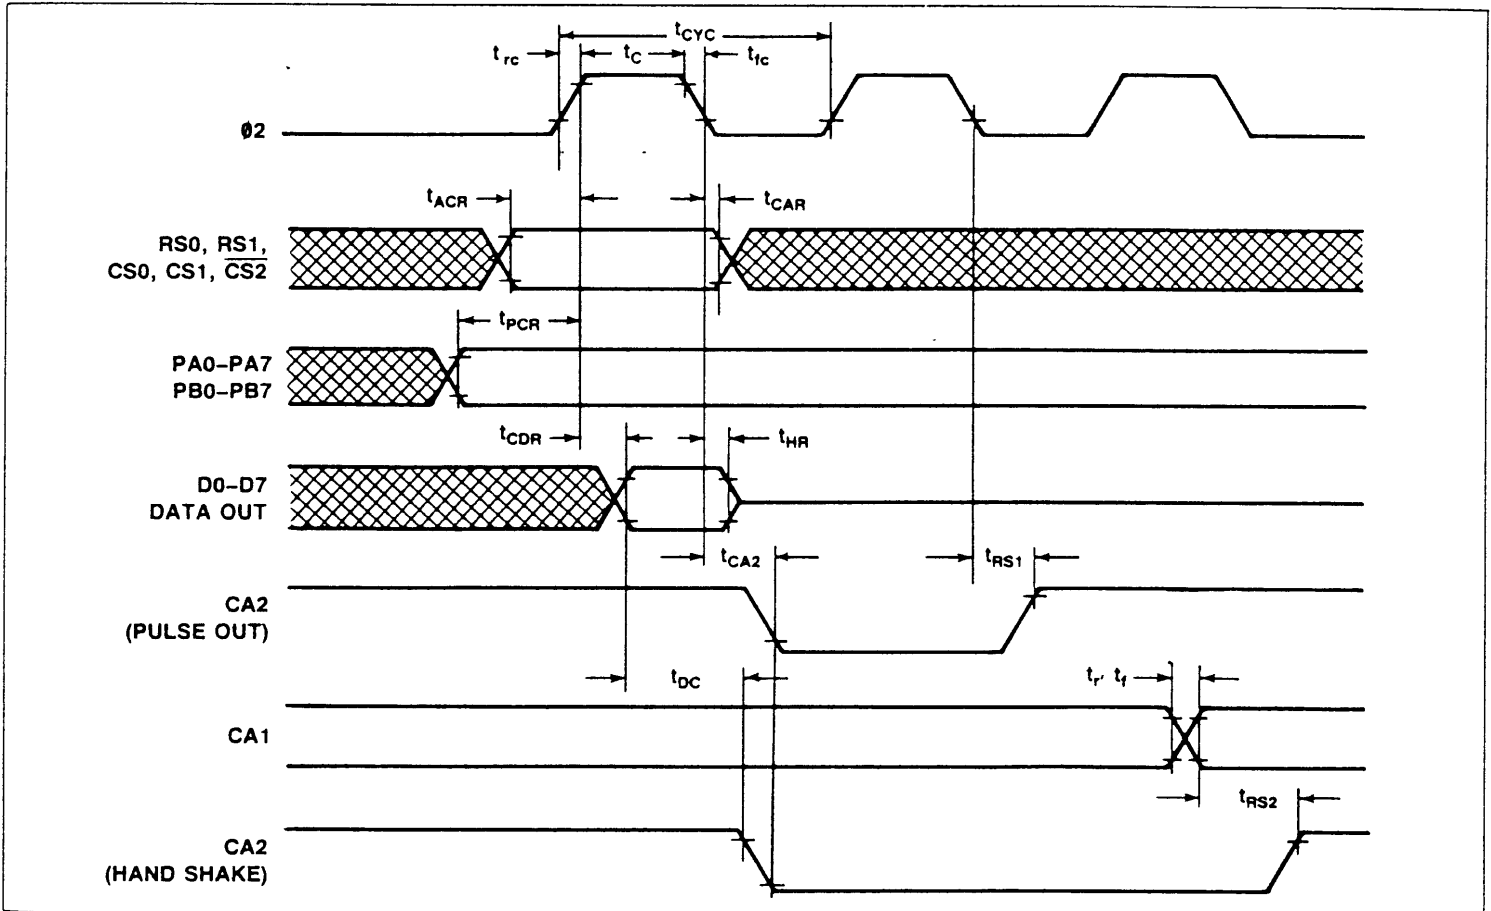 tCYC
trc tC tfc
Ø2
tACR tCAR
RS0, RS1,
CS0, CS1, CS2
tPCR
PA0–PA7
PB0–PB7
tCDR tHR
D0–D7
DATA OUT
tCA2 tRS1
CA2
(PULSE OUT)
tDC tr, tf
CA1
tRS2
CA2
(HAND SHAKE)